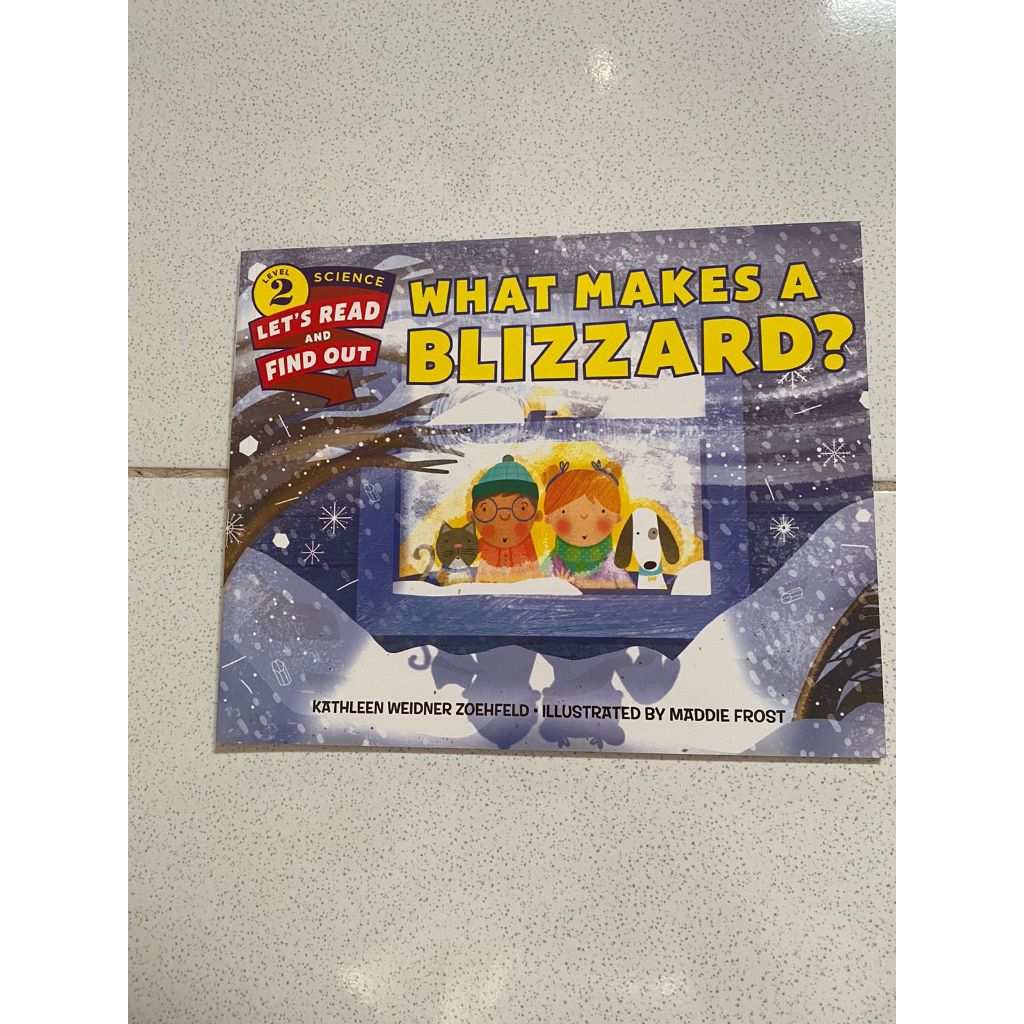 LEVEL
2
SCIENCE
LET'S READ
AND
FIND OUT
WHAT MAKES A
BLIZZARD?
KATHLEEN WEIDNER ZOEHFELD • ILLUSTRATED BY MADDIE FROST